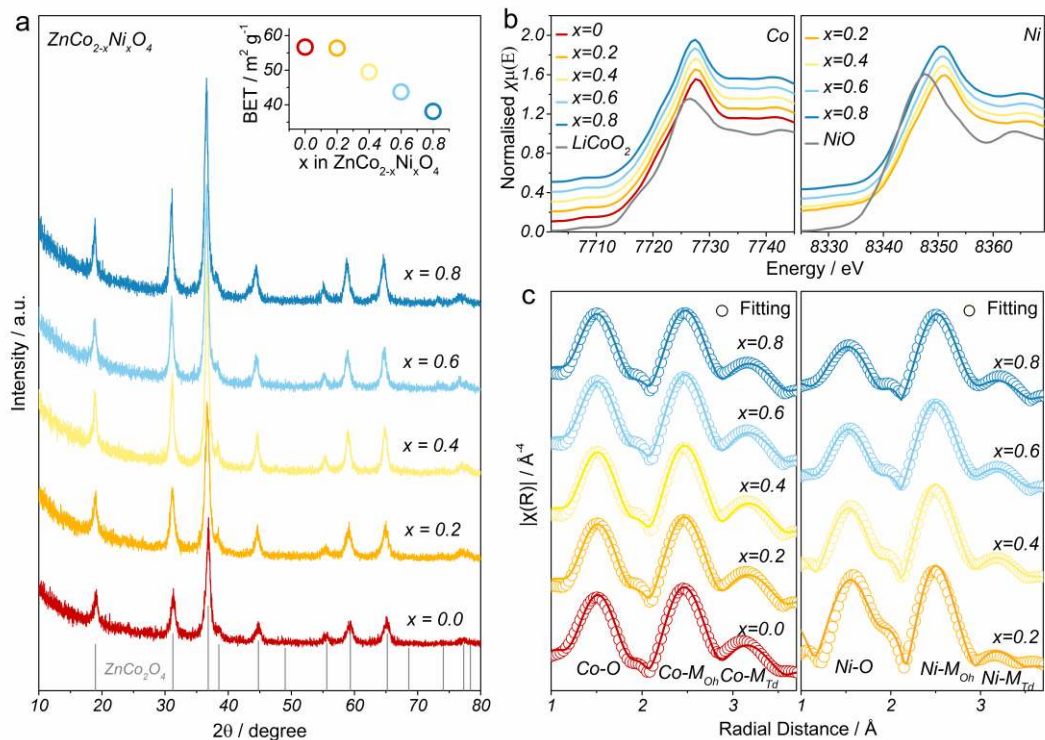 a
ZnCo2-xNixO4
BET / m2 g-1
60
50
40
0.0 0.2 0.4 0.6 0.8
x in ZnCo2-xNixO4
x = 0.8
x = 0.6
x = 0.4
x = 0.2
x = 0.0
ZnCo2O4
Intensity / a.u.
10 20 30 40 50 60 70 80
2θ / degree
b
Normalised χμ(E)
2.0
1.6
1.2
0.8
0.4
0.0
Co
x=0
x=0.2
x=0.4
x=0.6
x=0.8
LiCoO2
7710 7720 7730 7740
Ni
x=0.2
x=0.4
x=0.6
x=0.8
NiO
8330 8340 8350 8360
Energy / eV
c
|χ(R)| / Å-4
Fitting
x=0.8
x=0.6
x=0.4
x=0.2
x=0.0
Co-O Co-MOh Co-MTd
1 2 3
Fitting
x=0.8
x=0.6
x=0.4
x=0.2
Ni-O Ni-MOh Ni-MTd
1 2 3
Radial Distance / Å